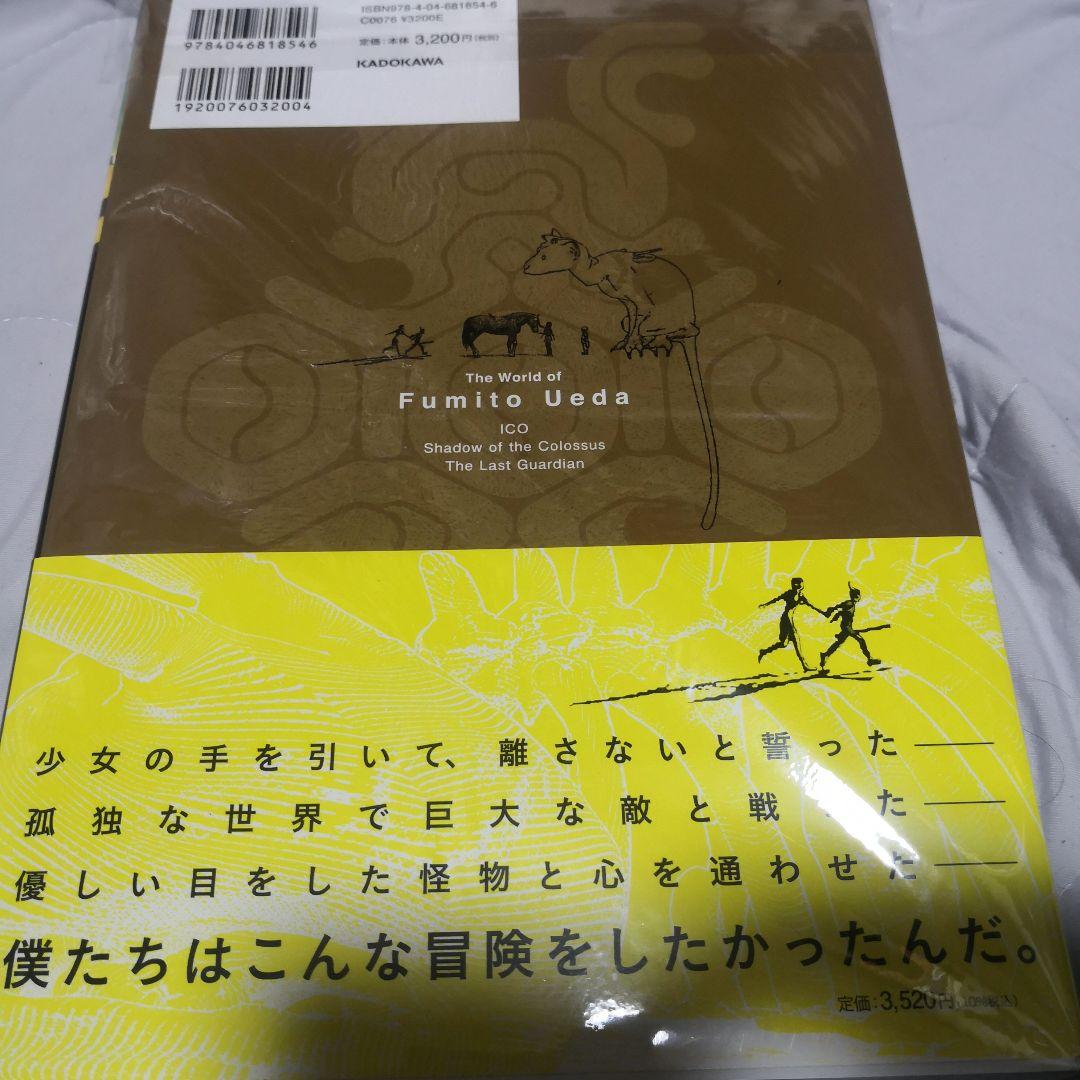 ISBN978-4-04-681854-6
C0076 ¥3200E
定価:本体 3,200円(税別)
KADOKAWA
9784046818546
1920076032004
The World of
Fumito Ueda
ICO
Shadow of the Colossus
The Last Guardian
少女の手を引いて、離さないと誓った――
孤独な世界で巨大な敵と戦った――
優しい目をした怪物と心を通わせた――
僕たちはこんな冒険をしたかったんだ。
定価:3,520円(10%税込)